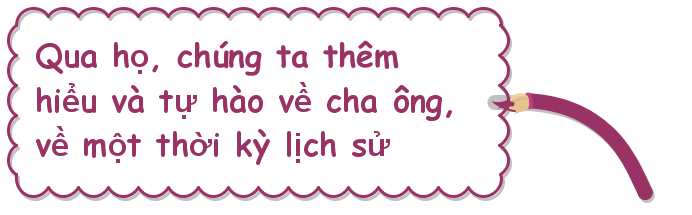 Qua họ, chúng ta thêm
hiểu và tự hào về cha ông,
về một thời kỳ lịch sử